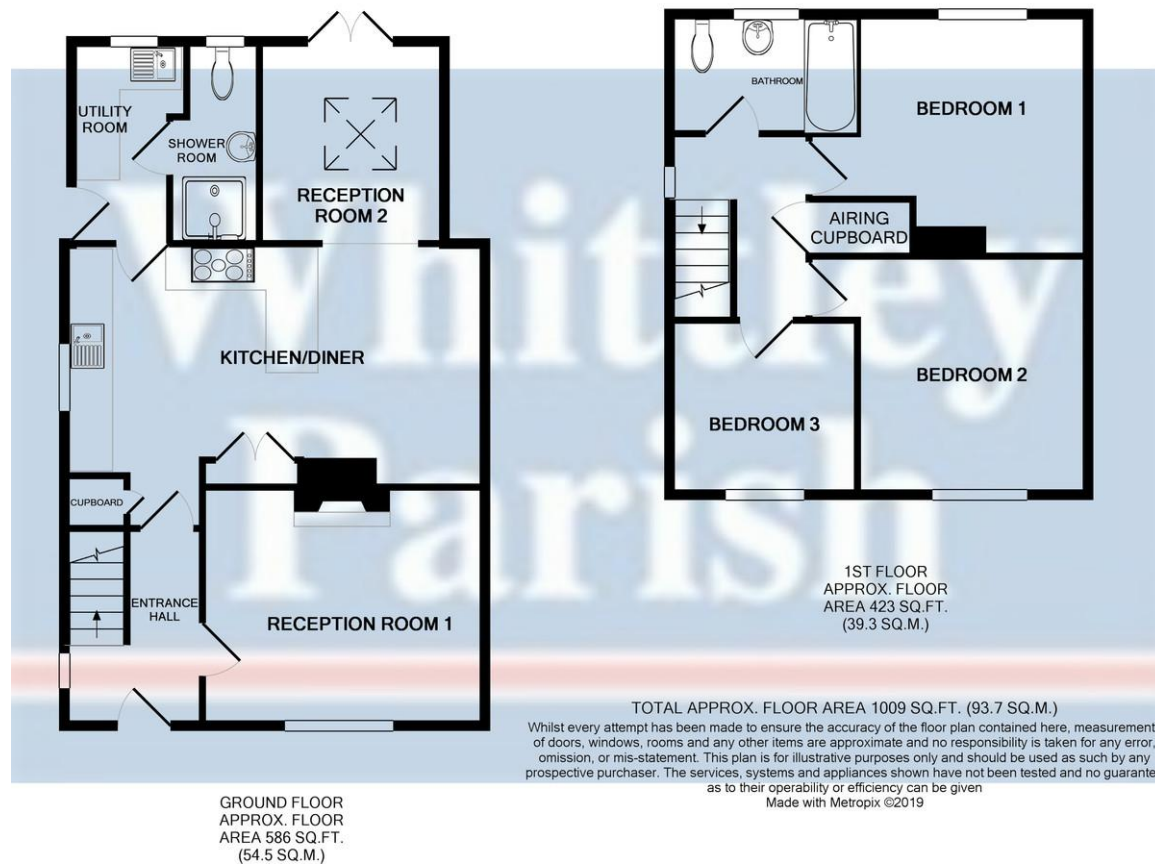 UTILITY
ROOM
SHOWER
ROOM
RECEPTION
ROOM 2
KITCHEN/DINER
CUPBOARD
ENTRANCE
HALL
RECEPTION ROOM 1
GROUND FLOOR
APPROX. FLOOR
AREA 586 SQ.FT.
(54.5 SQ.M.)
BATHROOM
BEDROOM 1
AIRING
CUPBOARD
BEDROOM 2
BEDROOM 3
1ST FLOOR
APPROX. FLOOR
AREA 423 SQ.FT.
(39.3 SQ.M.)
Whittley
Parish
TOTAL APPROX. FLOOR AREA 1009 SQ.FT. (93.7 SQ.M.)
Whilst every attempt has been made to ensure the accuracy of the floor plan contained here, measurement
of doors, windows, rooms and any other items are approximate and no responsibility is taken for any error,
omission, or mis-statement. This plan is for illustrative purposes only and should be used as such by any
prospective purchaser. The services, systems and appliances shown have not been tested and no guarante
as to their operability or efficiency can be given
Made with Metropix ©2019